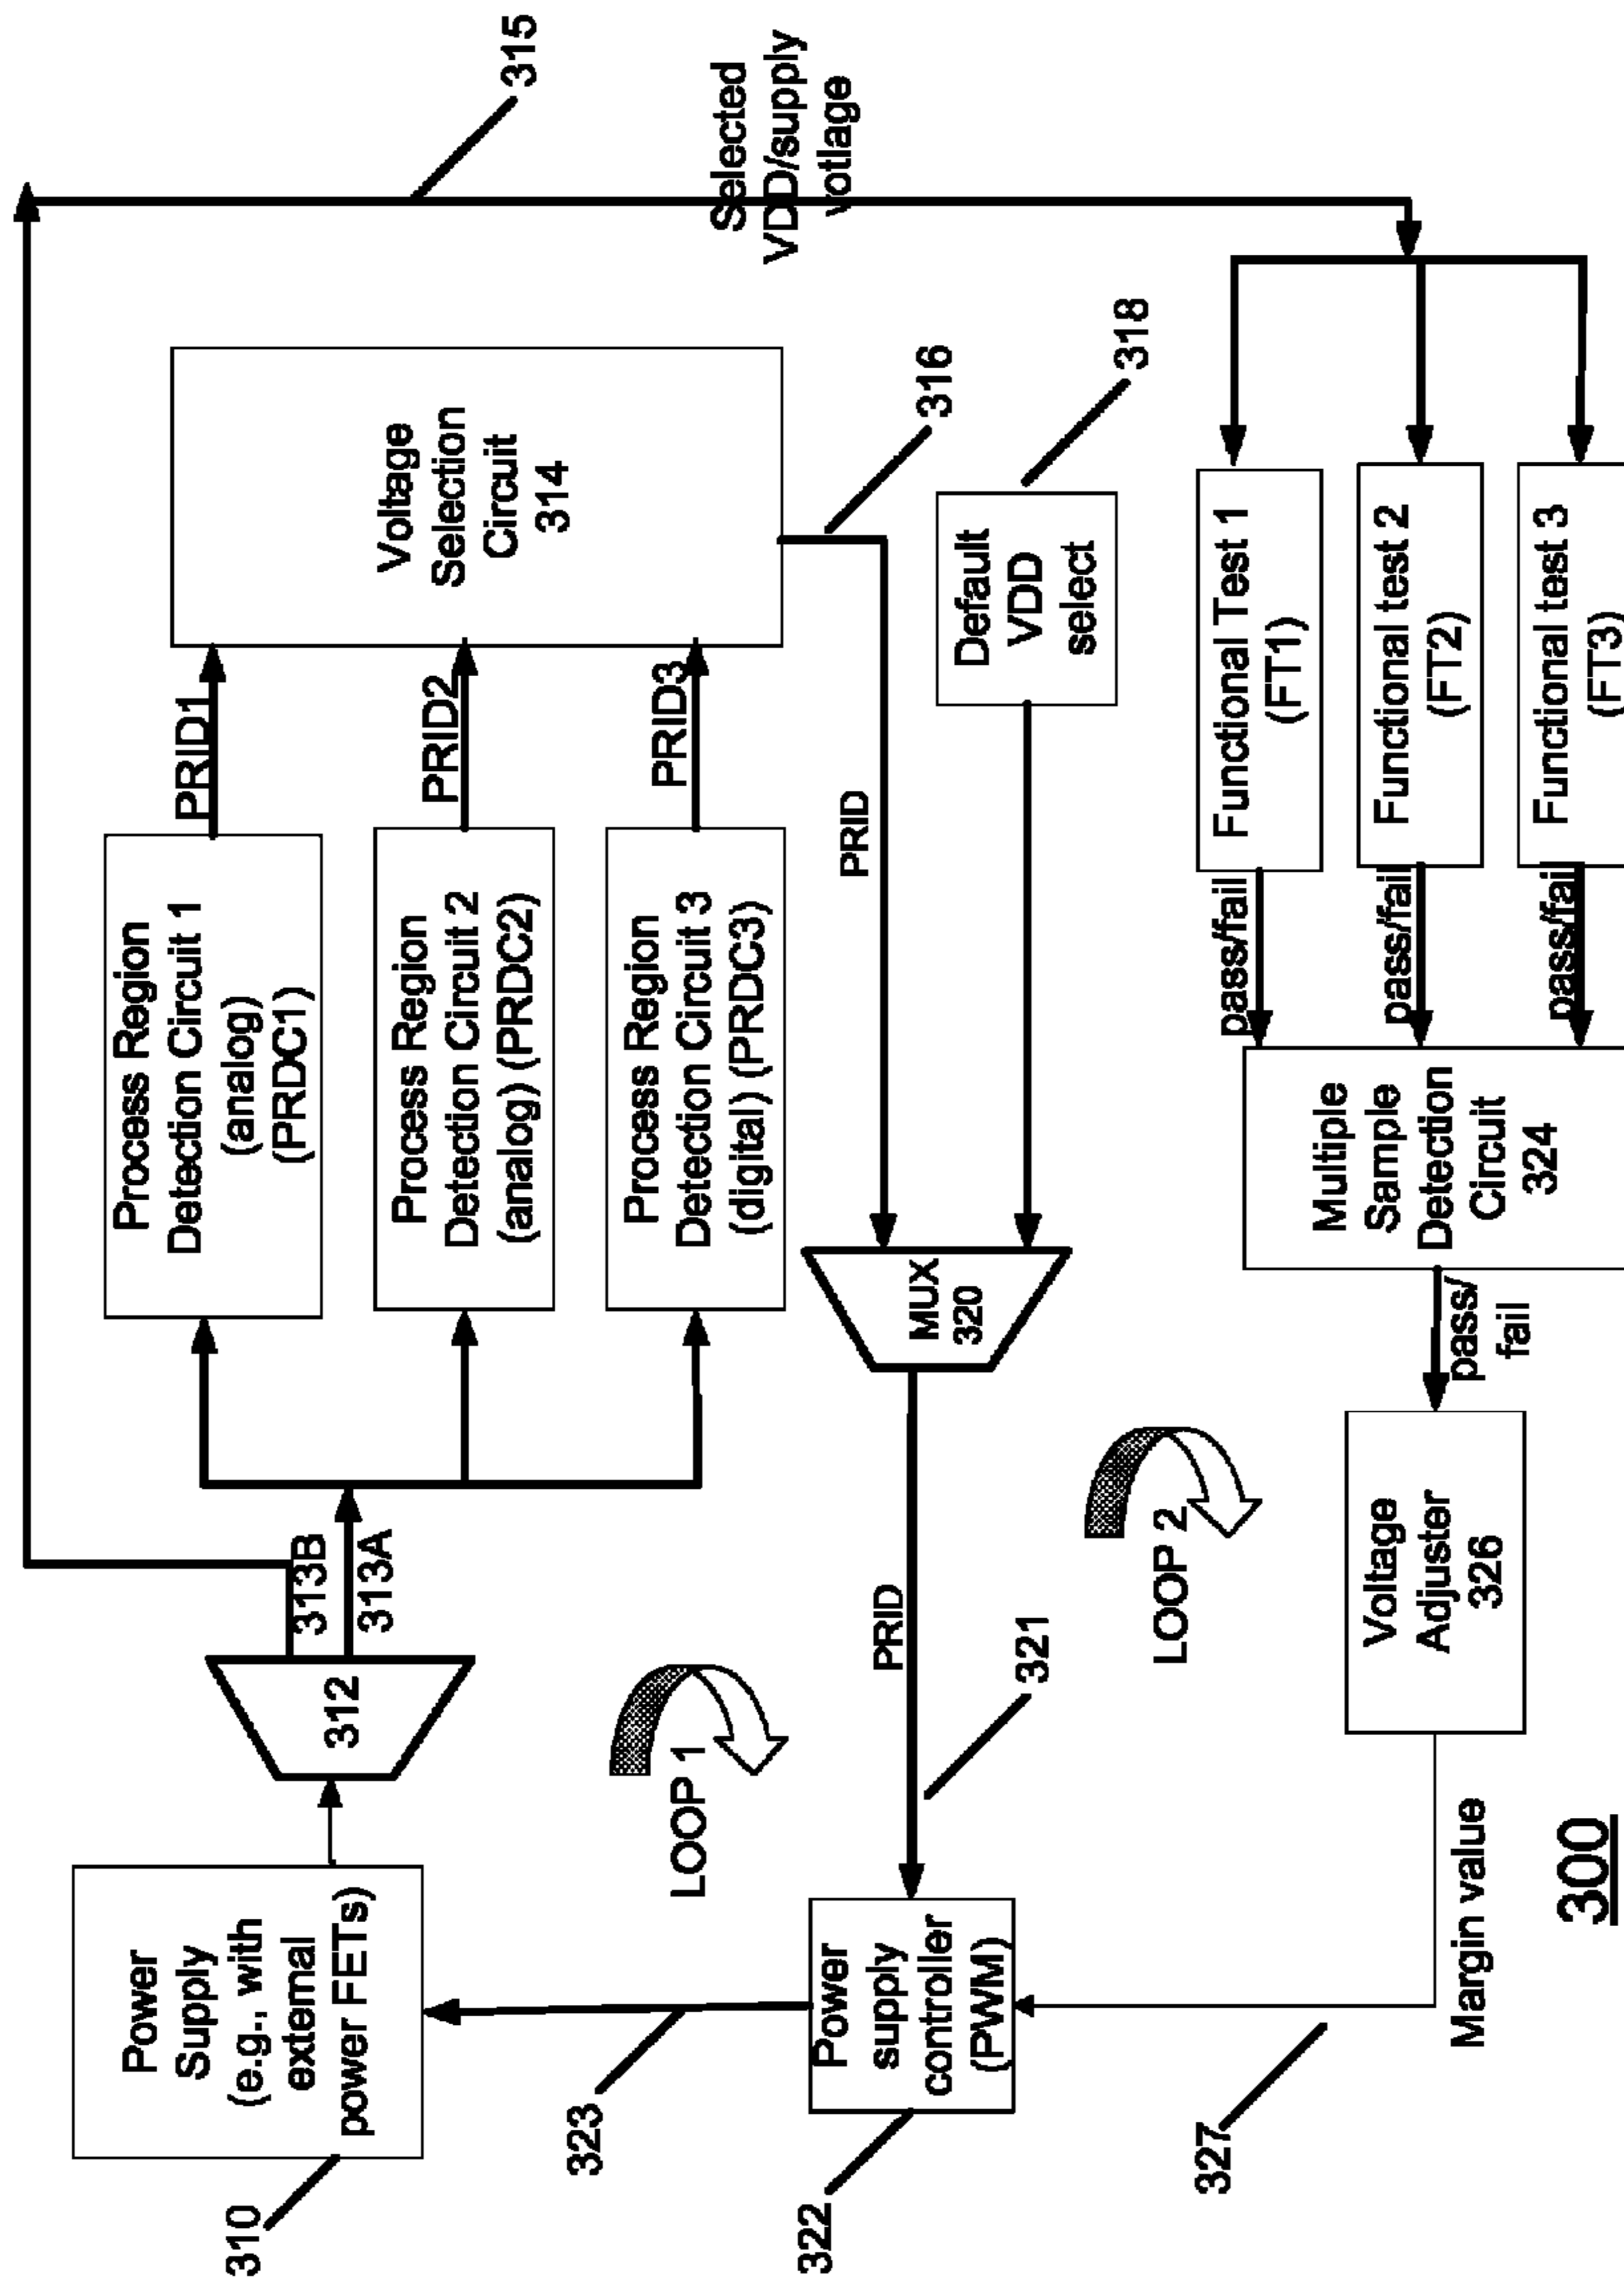 310
Power
Supply
(e.g., with
external
power FETs)
312
313B
313A
Process Region
Detection Circuit 1
(analog)
(PRDC1)
PRID1
Process Region
Detection Circuit 2
(analog) (PRDC2)
PRID2
Process Region
Detection Circuit 3
(digital) (PRDC3)
PRID3
Voltage
Selection
Circuit
314
315
Selected
VDD/supply
votlage
316
PRID
318
Default
VDD
select
MUX
320
PRID
321
LOOP 1
LOOP 2
323
322
Power
supply
controller
(PWM)
327
Margin value
Voltage
Adjuster
326
pass/
fail
Multiple
Sample
Detection
Circuit
324
pass/fail
Functional Test 1
(FT1)
pass/fail
Functional test 2
(FT2)
pass/fail
Functional test 3
(FT3)
300